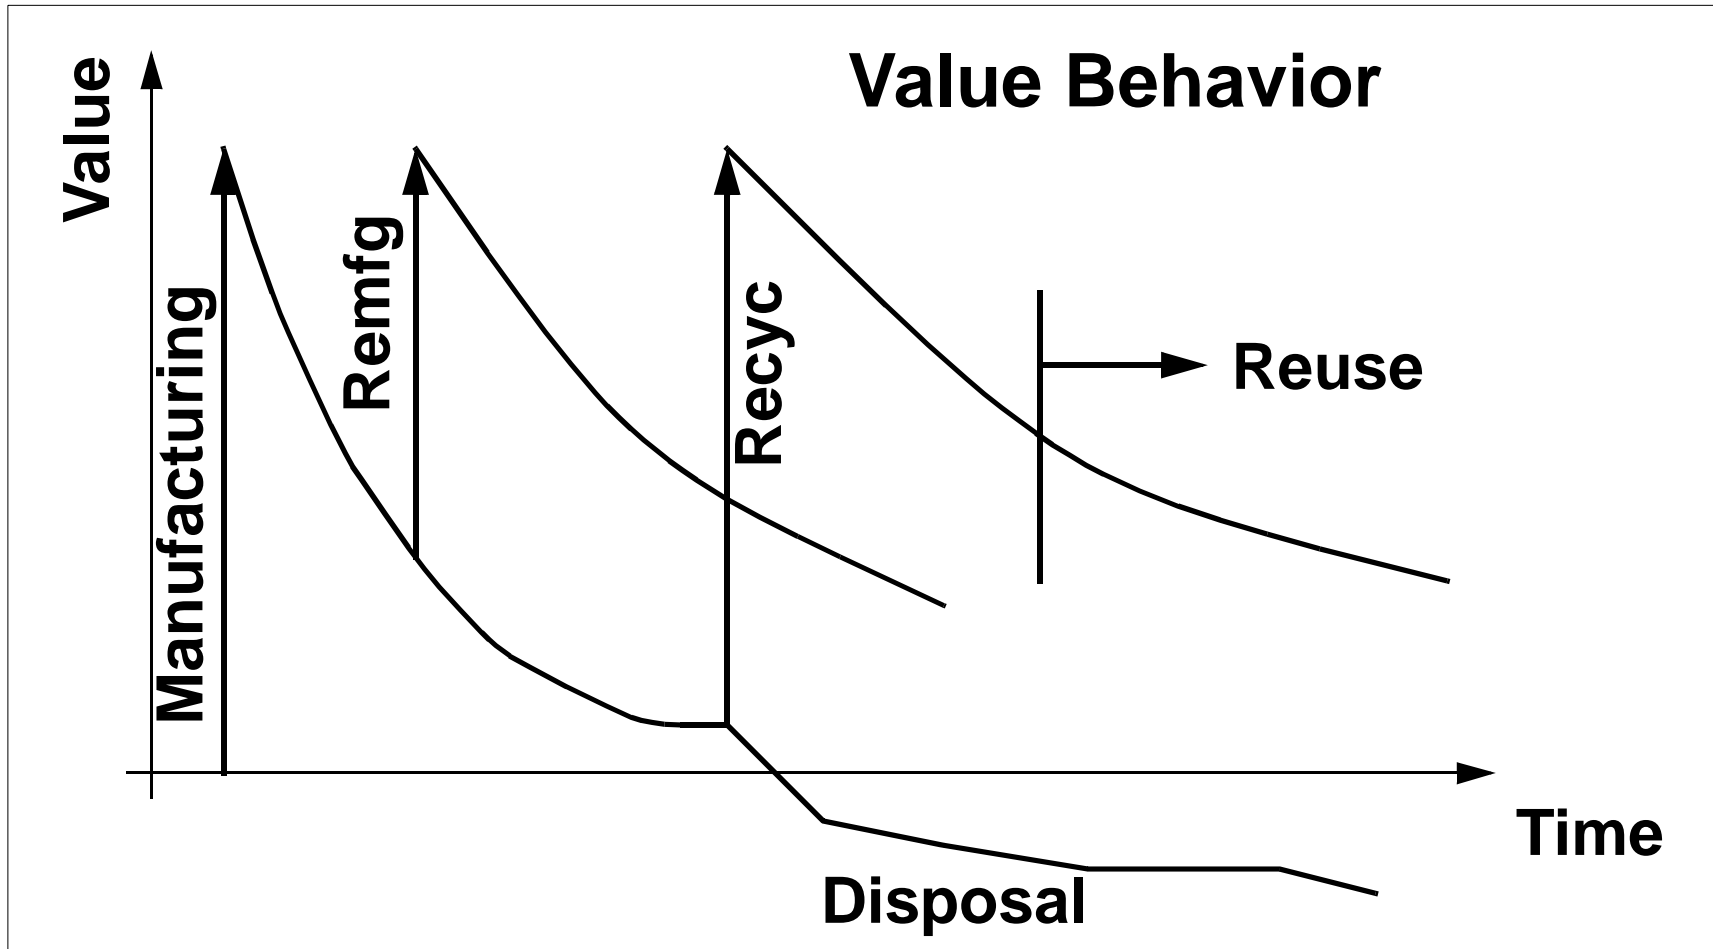 Value Behavior
Value
Manufacturing
Remfg
Recyc
Reuse
Time
Disposal